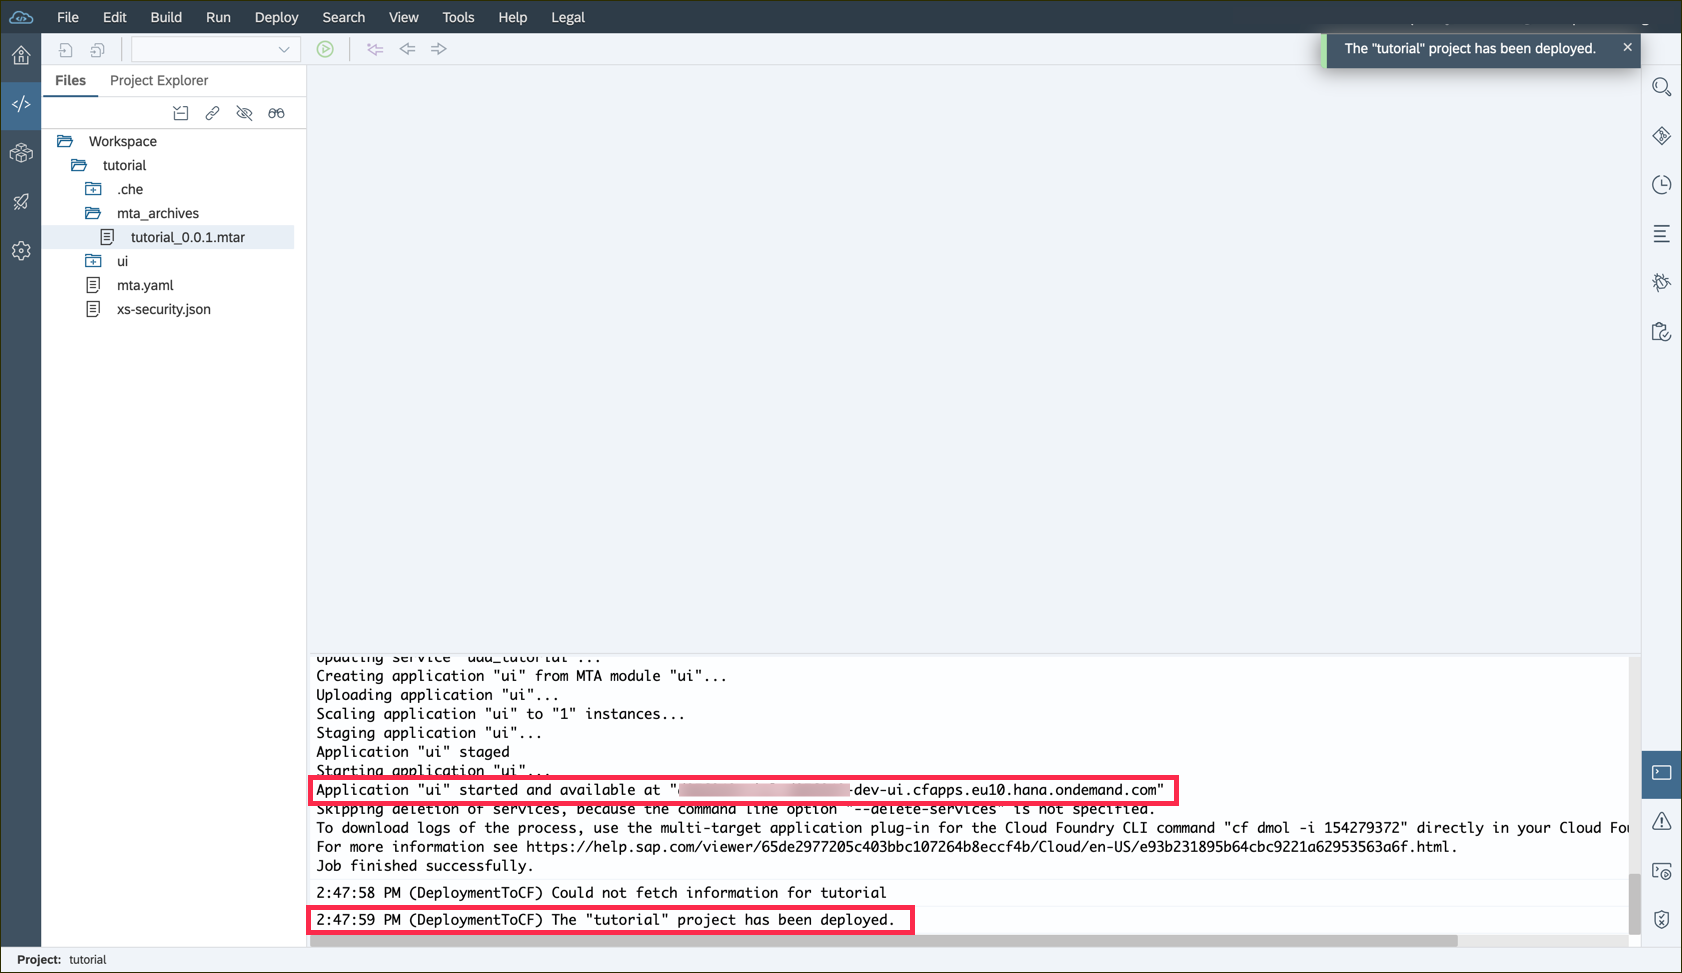 File Edit Build Run Deploy Search View Tools Help Legal
The "tutorial" project has been deployed.
Files Project Explorer
Workspace
tutorial
.che
mta_archives
tutorial_0.0.1.mtar
ui
mta.yaml
xs-security.json
Updating service "uaa_tutorial"...
Creating application "ui" from MTA module "ui"...
Uploading application "ui"...
Scaling application "ui" to "1" instances...
Staging application "ui"...
Application "ui" staged
Starting application "ui"...
Application "ui" started and available at "-dev-ui.cfapps.eu10.hana.ondemand.com"
Skipping deletion of services, because the command line option "--delete-services" is not specified.
To download logs of the process, use the multi-target application plug-in for the Cloud Foundry CLI command "cf dmol -i 154279372" directly in your Cloud
For more information see https://help.sap.com/viewer/65de2977205c403bbc107264b8eccf4b/Cloud/en-US/e93b231895b64cbc9221a62953563a6f.html.
Job finished successfully.
2:47:58 PM (DeploymentToCF) Could not fetch information for tutorial
2:47:59 PM (DeploymentToCF) The "tutorial" project has been deployed.
Project: tutorial